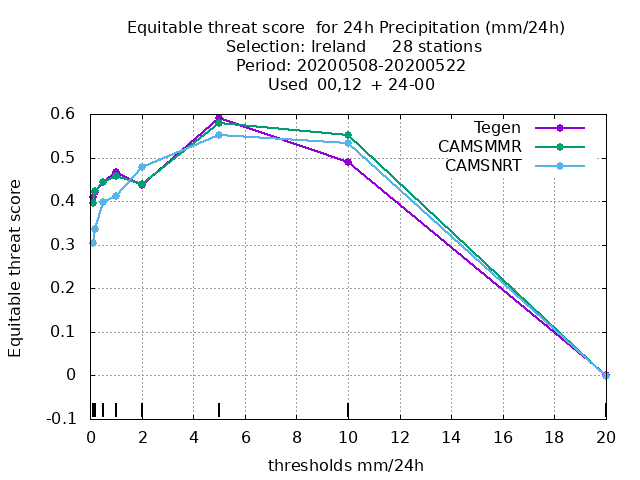 Equitable threat score  for 24h Precipitation (mm/24h)
Selection: Ireland     28 stations
Period: 20200508-20200522
Used  00,12  + 24-00
Tegen
CAMSMMR
CAMSNRT
Equitable threat score
0.6
0.5
0.4
0.3
0.2
0.1
0
-0.1
0 2 4 6 8 10 12 14 16 18 20
thresholds mm/24h